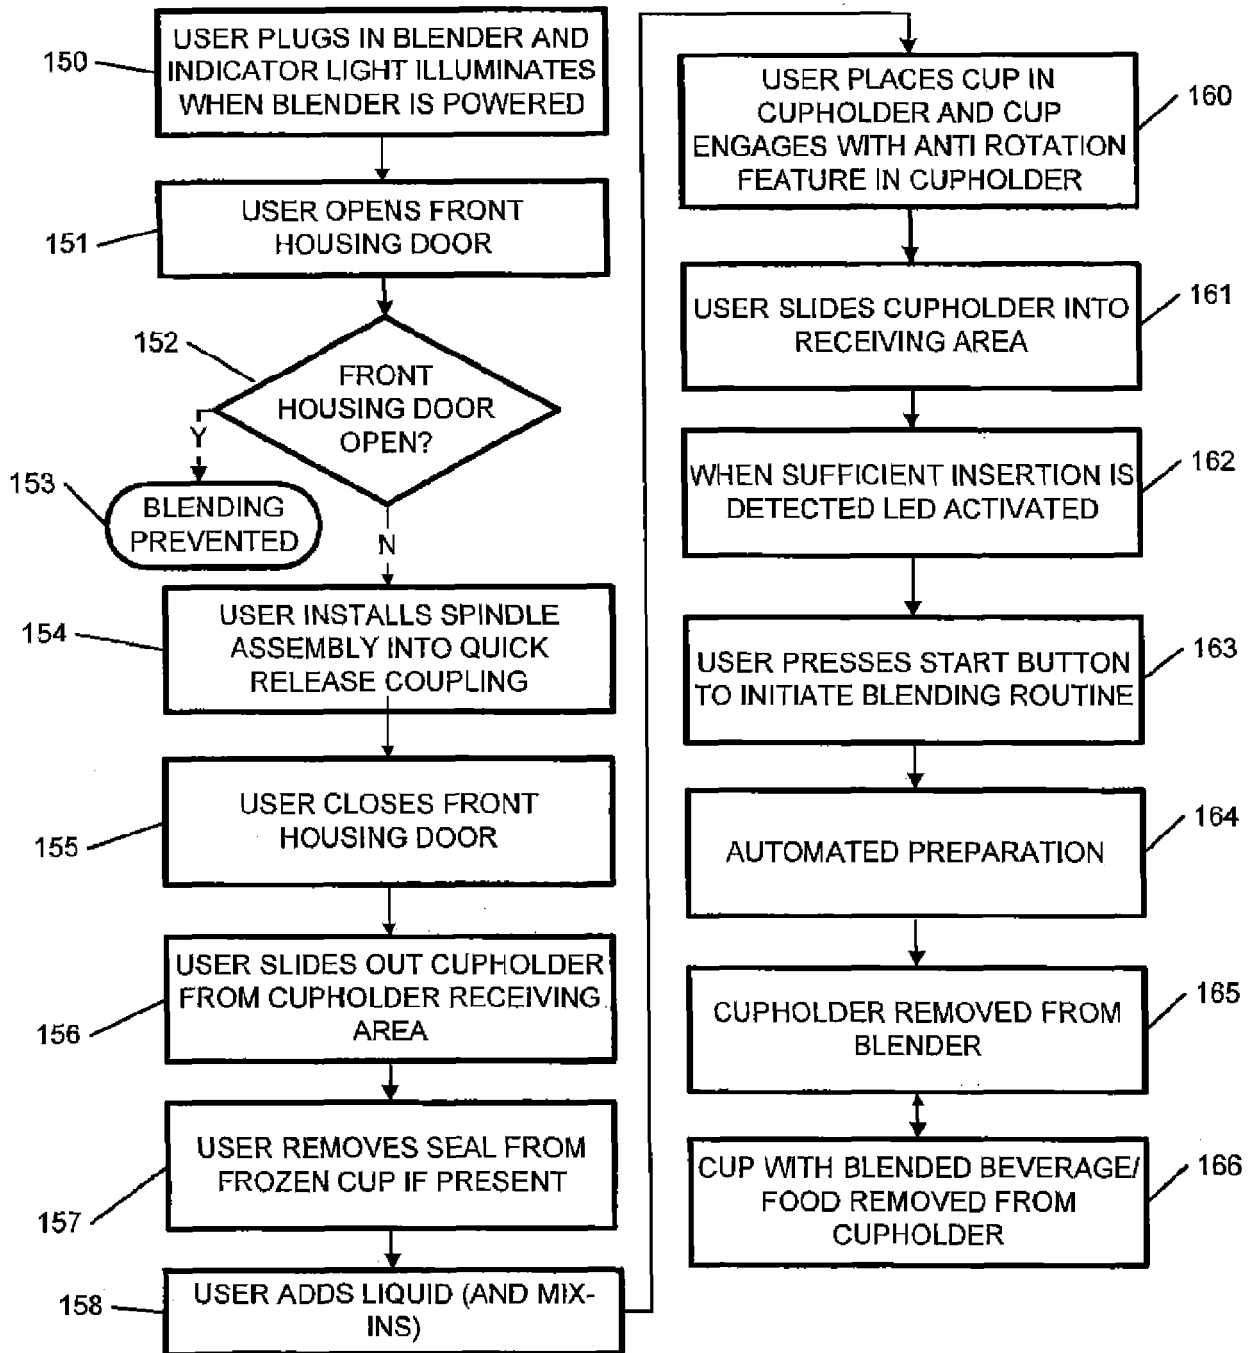 150
USER PLUGS IN BLENDER AND
INDICATOR LIGHT ILLUMINATES
WHEN BLENDER IS POWERED
151
USER OPENS FRONT
HOUSING DOOR
152
FRONT
HOUSING DOOR
OPEN?
Y
153
BLENDING
PREVENTED
N
154
USER INSTALLS SPINDLE
ASSEMBLY INTO QUICK
RELEASE COUPLING
155
USER CLOSES FRONT
HOUSING DOOR
156
USER SLIDES OUT CUPHOLDER
FROM CUPHOLDER RECEIVING
AREA
157
USER REMOVES SEAL FROM
FROZEN CUP IF PRESENT
158
USER ADDS LIQUID (AND MIX-
INS)
160
USER PLACES CUP IN
CUPHOLDER AND CUP
ENGAGES WITH ANTI ROTATION
FEATURE IN CUPHOLDER
161
USER SLIDES CUPHOLDER INTO
RECEIVING AREA
162
WHEN SUFFICIENT INSERTION IS
DETECTED LED ACTIVATED
163
USER PRESSES START BUTTON
TO INITIATE BLENDING ROUTINE
164
AUTOMATED PREPARATION
165
CUPHOLDER REMOVED FROM
BLENDER
166
CUP WITH BLENDED BEVERAGE/
FOOD REMOVED FROM
CUPHOLDER